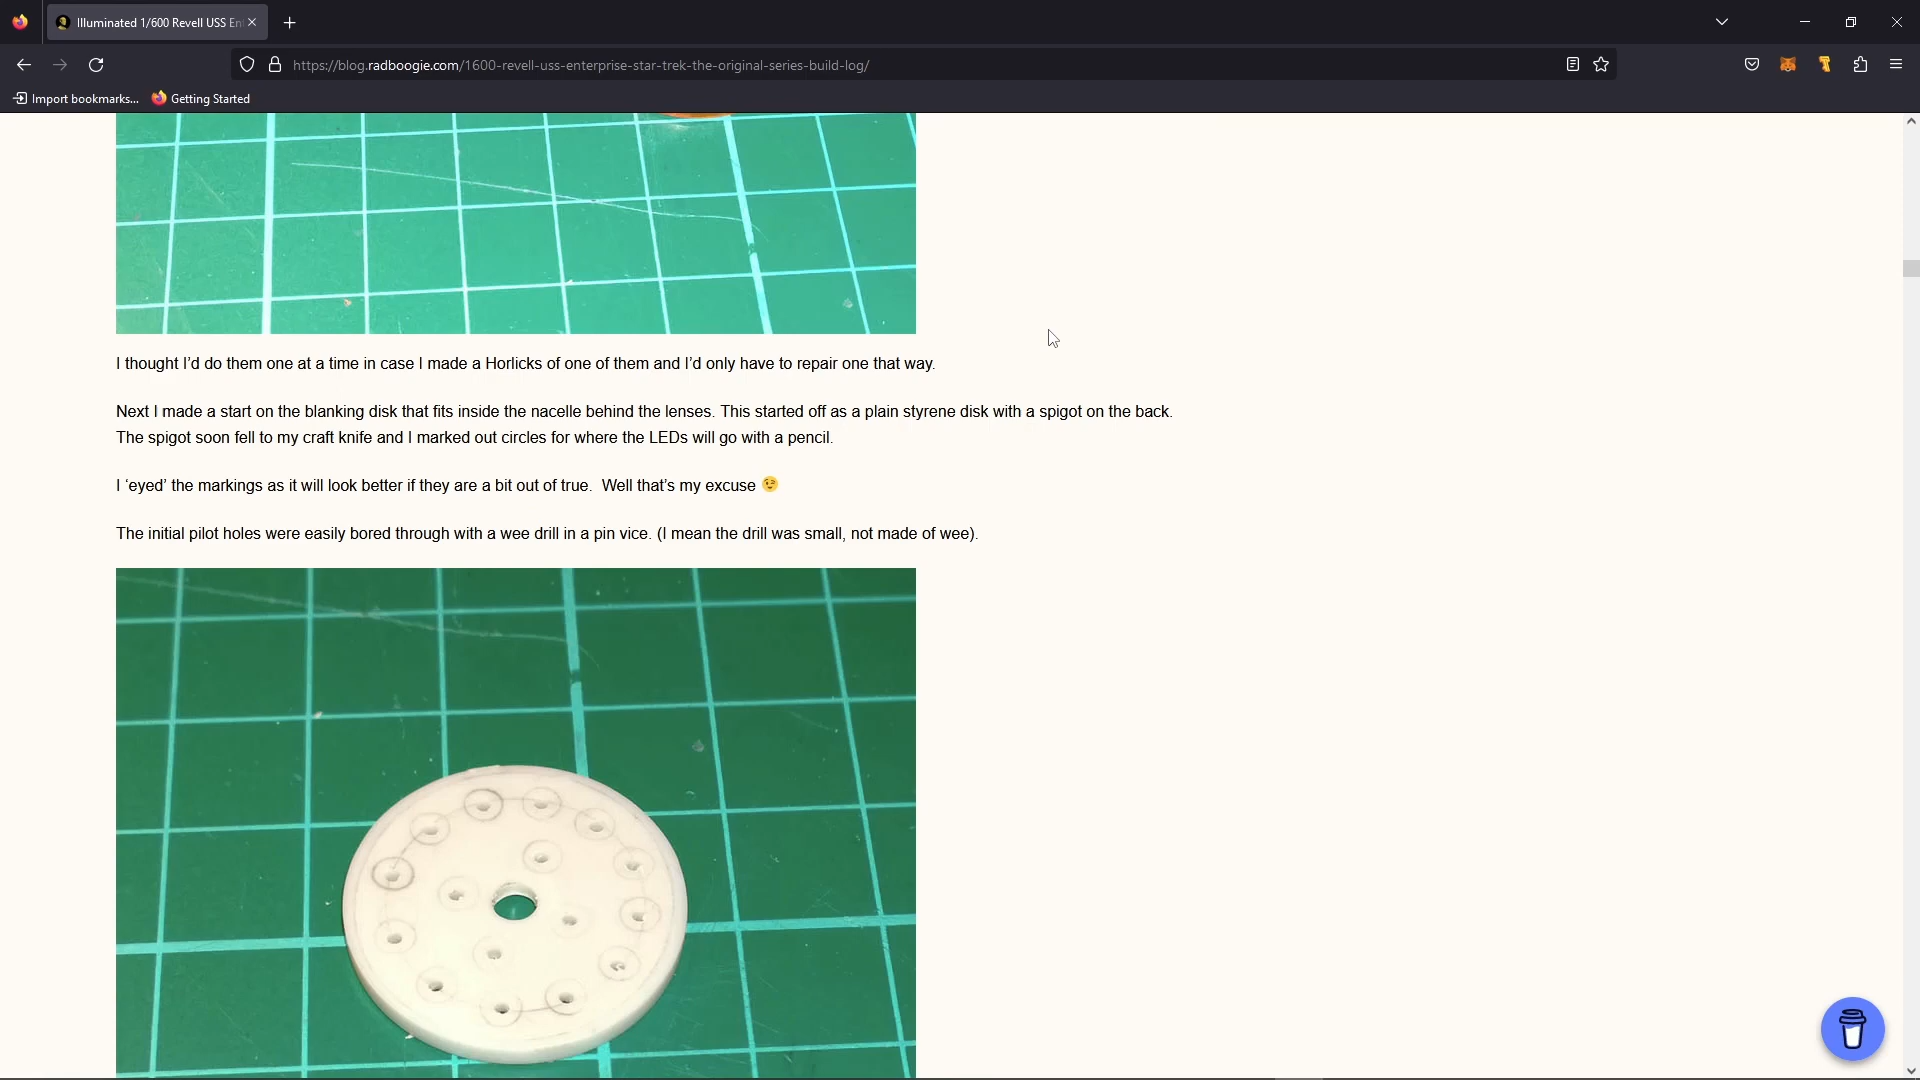 Illuminated 1/600 Revell USS En
https://blog.radboogie.com/1600-revell-uss-enterprise-star-trek-the-original-series-build-log/
Import bookmarks...
Getting Started
I thought I’d do them one at a time in case I made a Horlicks of one of them and I’d only have to repair one that way.
Next I made a start on the blanking disk that fits inside the nacelle behind the lenses. This started off as a plain styrene disk with a spigot on the back.
The spigot soon fell to my craft knife and I marked out circles for where the LEDs will go with a pencil.
I ‘eyed’ the markings as it will look better if they are a bit out of true.  Well that’s my excuse 😉
The initial pilot holes were easily bored through with a wee drill in a pin vice. (I mean the drill was small, not made of wee).